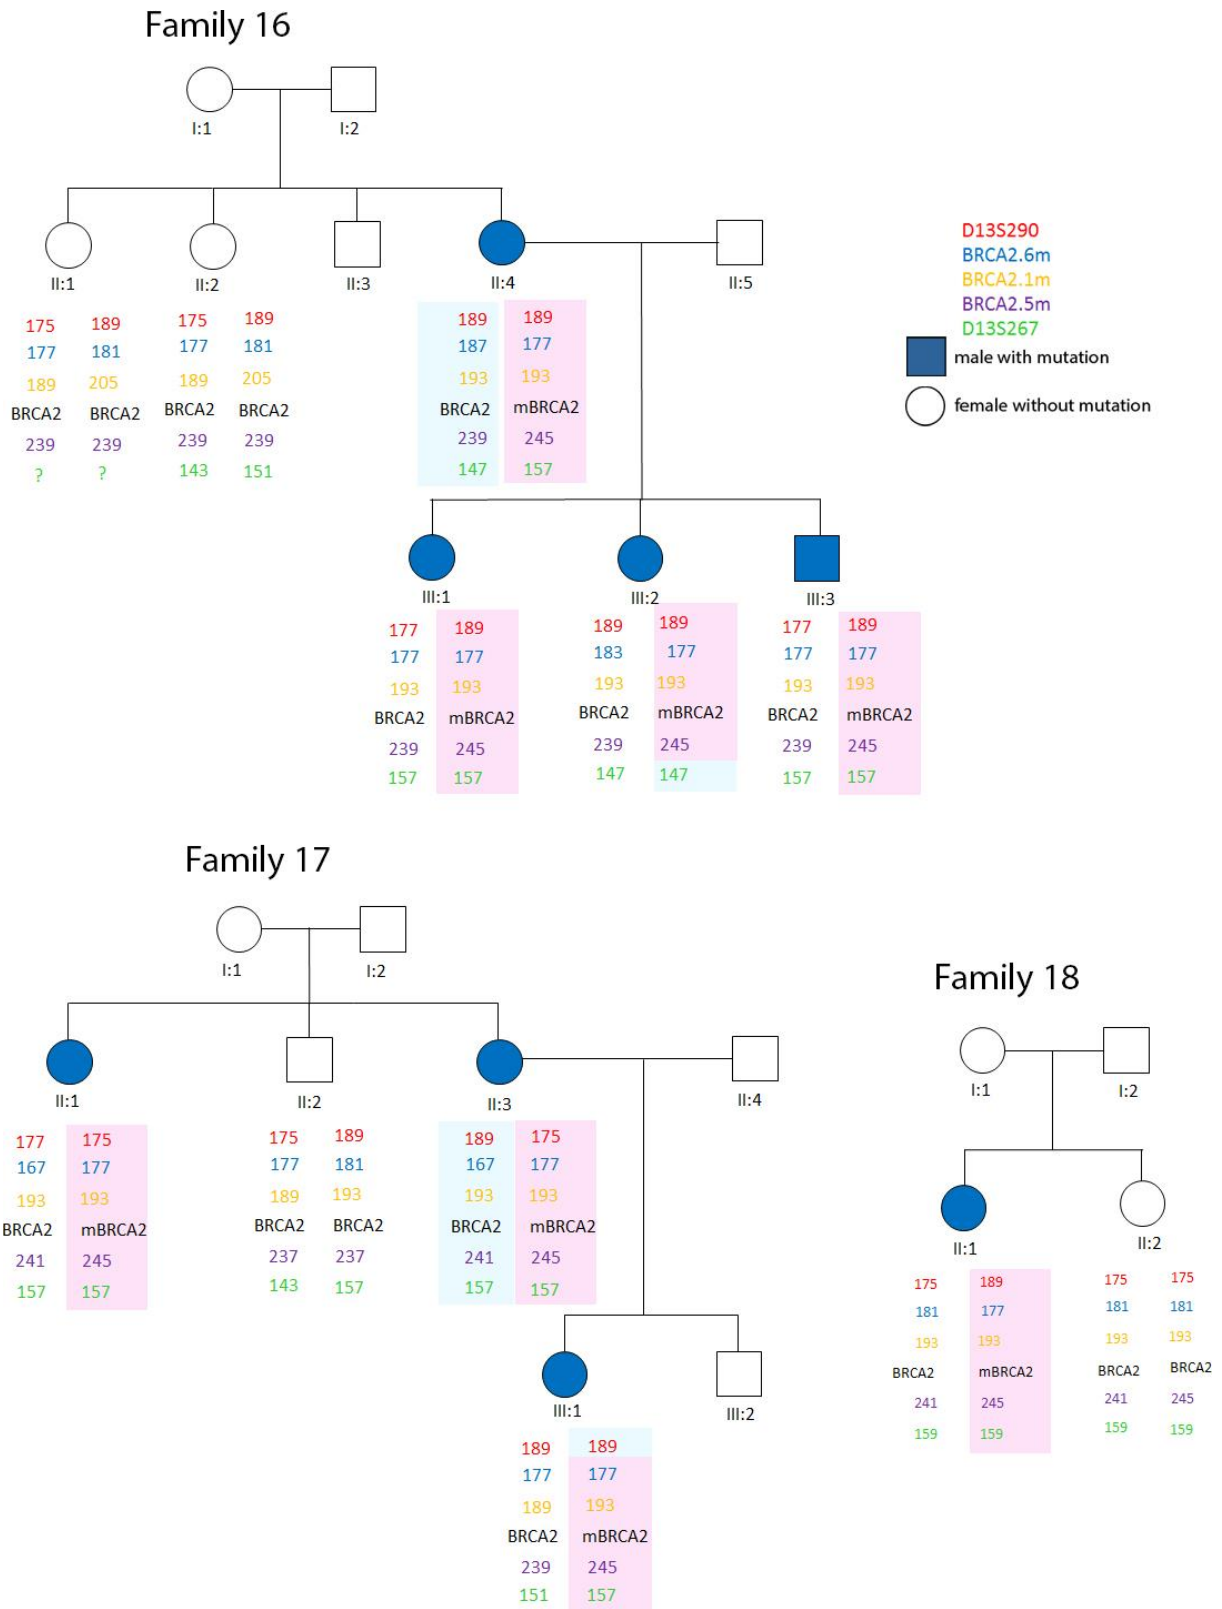 Family 16
I:1 I:2
II:1 II:2 II:3 II:4 II:5
D13S290
BRCA2.6m
BRCA2.1m
BRCA2.5m
D13S267
male with mutation
female without mutation
175 189 175 189 189 189
177 181 177 181 187 177
189 205 189 205 193 193
BRCA2 BRCA2 BRCA2 BRCA2 BRCA2 mBRCA2
239 239 239 239 239 245
? ? 143 151 147 157
III:1 III:2 III:3
177 189 189 189 177 189
177 177 183 177 177 177
193 193 193 193 193 193
BRCA2 mBRCA2 BRCA2 mBRCA2 BRCA2 mBRCA2
239 245 239 245 239 245
157 157 147 147 157 157
Family 17
I:1 I:2
II:1 II:2 II:3 II:4
177 175 175 189 189 175
167 177 177 181 167 177
193 193 189 193 193 193
BRCA2 mBRCA2 BRCA2 BRCA2 BRCA2 mBRCA2
241 245 237 237 241 245
157 157 143 157 157 157
III:1 III:2
189 189
177 177
189 193
BRCA2 mBRCA2
239 245
151 157
Family 18
I:1 I:2
II:1 II:2
175 189 175 175
181 177 181 181
193 193 193 193
BRCA2 mBRCA2 BRCA2 BRCA2
241 245 241 245
159 159 159 159